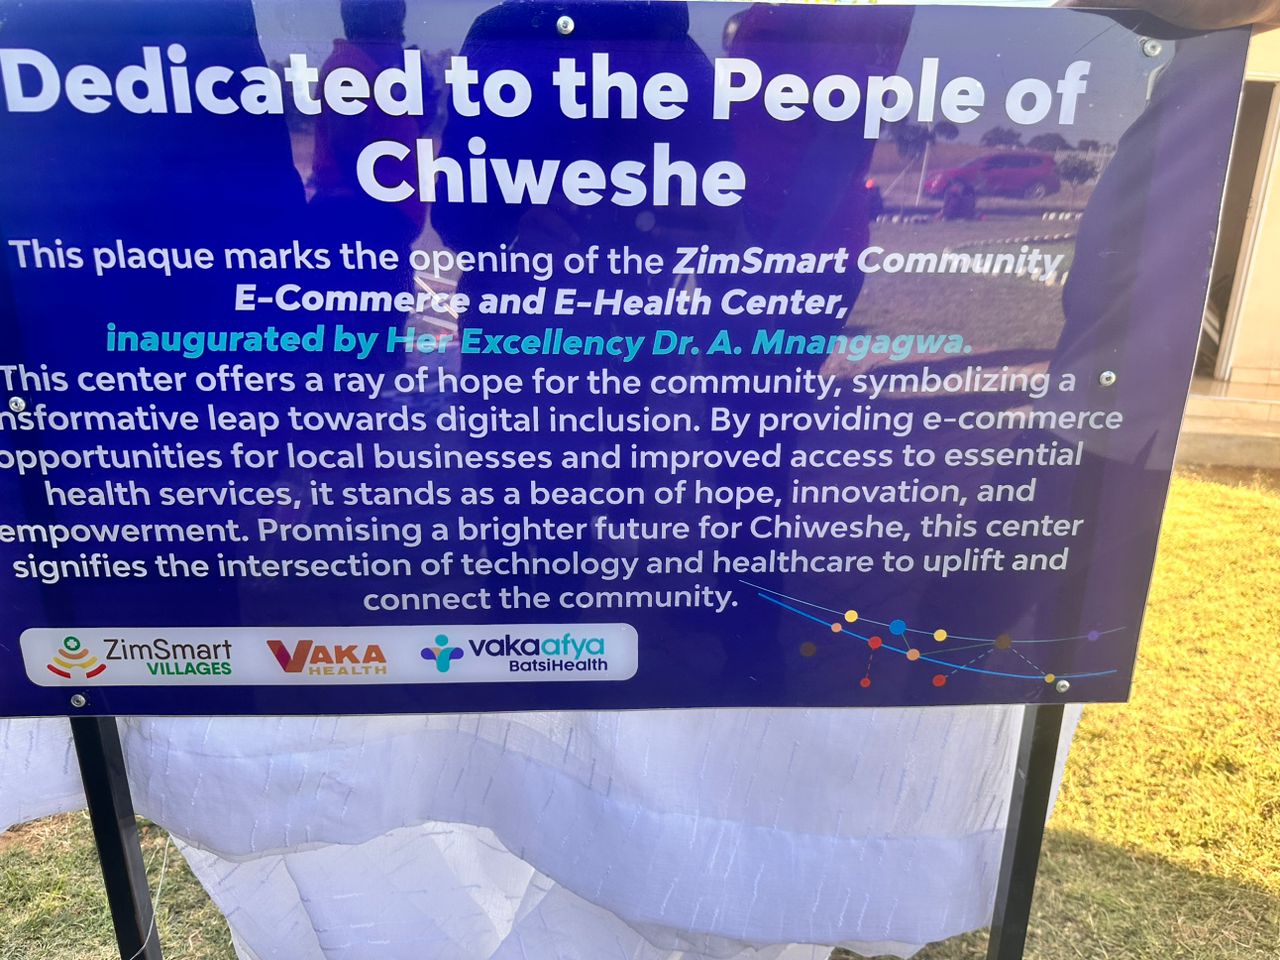 Dedicated to the People of
Chiweshe
This plaque marks the opening of the ZimSmart Community
E-Commerce and E-Health Center,
inaugurated by Her Excellency Dr. A. Mnangagwa.
This center offers a ray of hope for the community, symbolizing a
nsformative leap towards digital inclusion. By providing e-commerce
opportunities for local businesses and improved access to essential
health services, it stands as a beacon of hope, innovation, and
empowerment. Promising a brighter future for Chiweshe, this center
signifies the intersection of technology and healthcare to uplift and
connect the community.
ZimSmart VILLAGES
VAKA HEALTH
vakaafya BatsiHealth